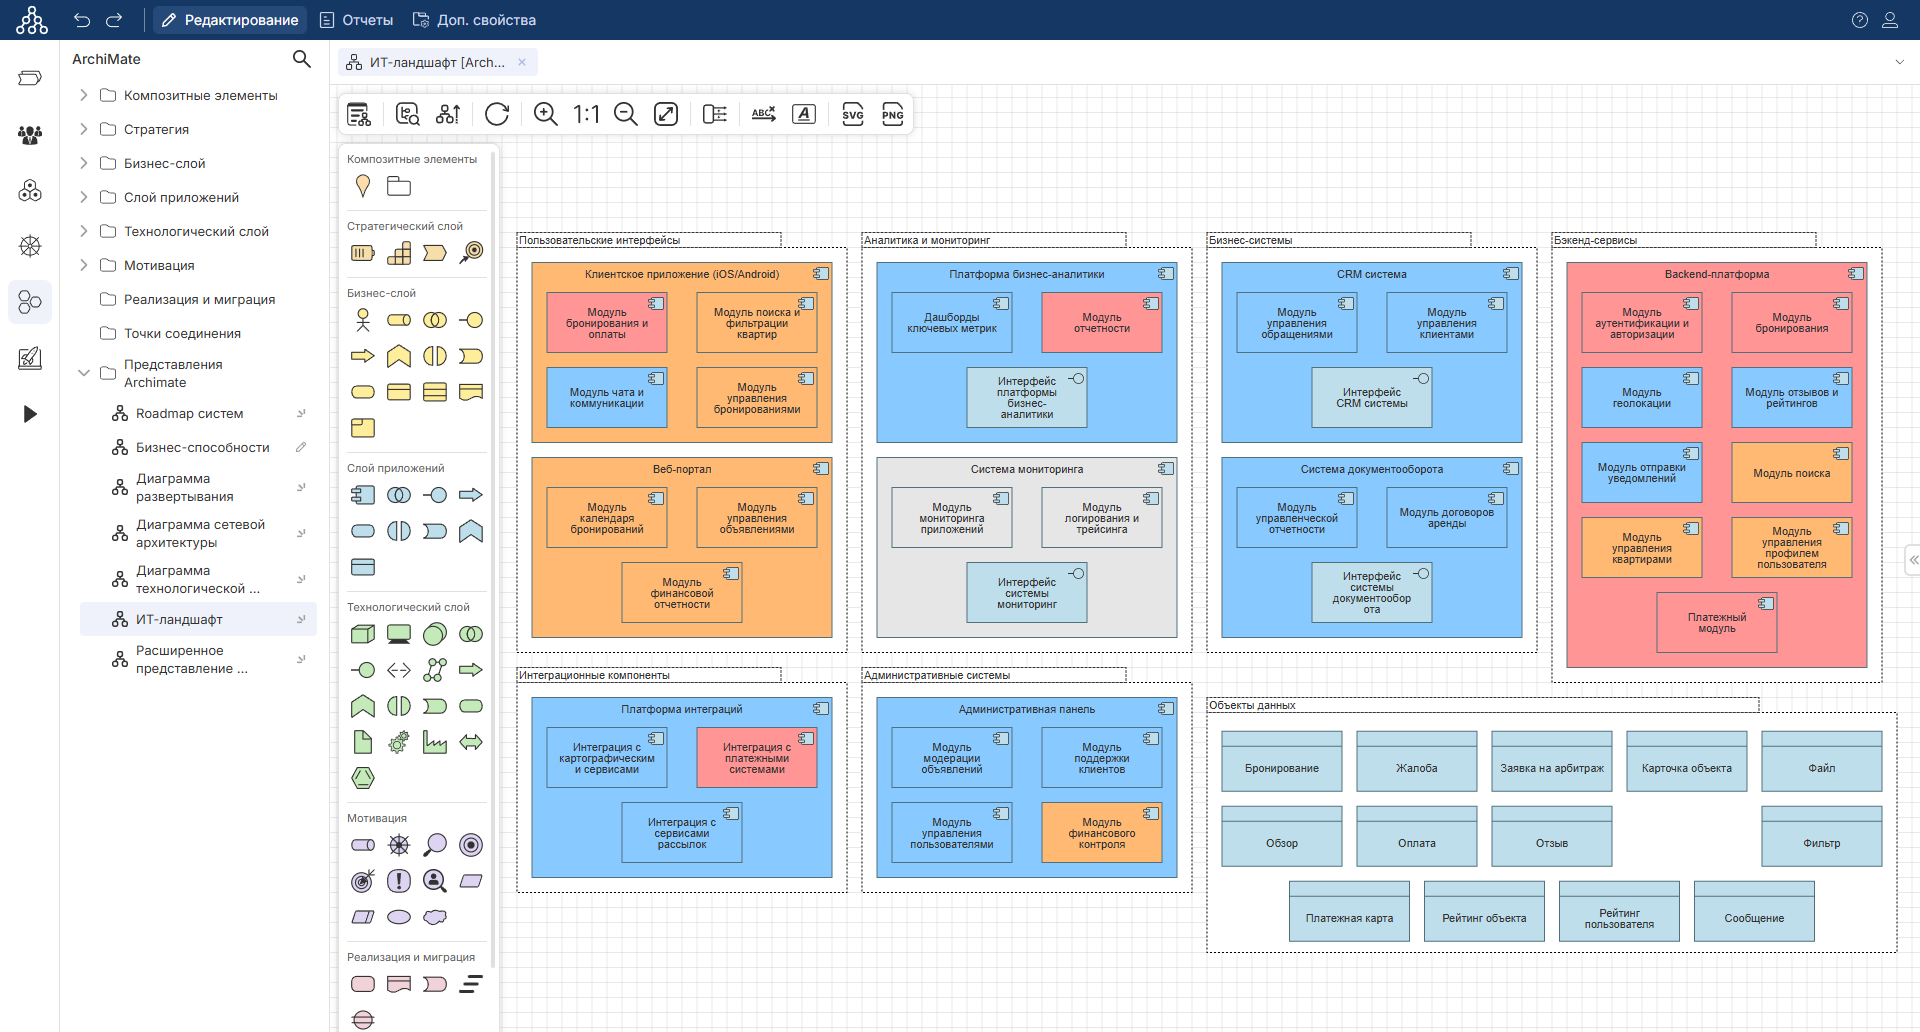 Редактирование
Отчеты
Доп. свойства
ArchiMate
Композитные элементы
Стратегия
Бизнес-слой
Слой приложений
Технологический слой
Мотивация
Реализация и миграция
Точки соединения
Представления
Archimate
Roadmap систем
Бизнес-способности
Диаграмма
развертывания
Диаграмма сетевой
архитектуры
Диаграмма
технологической ...
ИТ-ландшафт
Расширенное
представление ...
ИТ-ландшафт [Arch...
1:1
ABC
A
SVG
PNG
Композитные элементы
Стратегический слой
Бизнес-слой
Слой приложений
Технологический слой
Мотивация
Реализация и миграция
Пользовательские интерфейсы
Клиентское приложение (iOS/Android)
Модуль
бронирования и
оплаты
Модуль поиска и
фильтрации
квартир
Модуль чата и
коммуникации
Модуль
управления
бронированиями
Веб-портал
Модуль
календаря
бронирований
Модуль
управления
объявлениями
Модуль
финансовой
отчетности
Аналитика и мониторинг
Платформа бизнес-аналитики
Дашборды
ключевых метрик
Модуль
отчетности
Интерфейс
платформы
бизнес-
аналитики
Система мониторинга
Модуль
мониторинга
приложений
Модуль
логирования и
трейсинга
Интерфейс
системы
мониторинг
Бизнес-системы
CRM система
Модуль
управления
обращениями
Модуль
управления
клиентами
Интерфейс
CRM системы
Система документооборота
Модуль
управленческой
отчетности
Модуль договоров
аренды
Интерфейс
системы
документообор
ота
Бэкенд-сервисы
Backend-платформа
Модуль
аутентификации и
авторизации
Модуль
бронирования
Модуль
геолокации
Модуль отзывов и
рейтингов
Модуль отправки
уведомлений
Модуль поиска
Модуль
управления
квартирами
Модуль
управления
профилем
пользователя
Платежный
модуль
Интеграционные компоненты
Платформа интеграций
Интеграция с
картографическим
и сервисами
Интеграция с
платежными
системами
Интеграция с
сервисами
рассылок
Административные системы
Административная панель
Модуль
модерации
объявлений
Модуль
поддержки
клиентов
Модуль
управления
пользователями
Модуль
финансового
контроля
Объекты данных
Бронирование
Жалоба
Заявка на арбитраж
Карточка объекта
Файл
Обзор
Оплата
Отзыв
Фильтр
Платежная карта
Рейтинг объекта
Рейтинг
пользователя
Сообщение